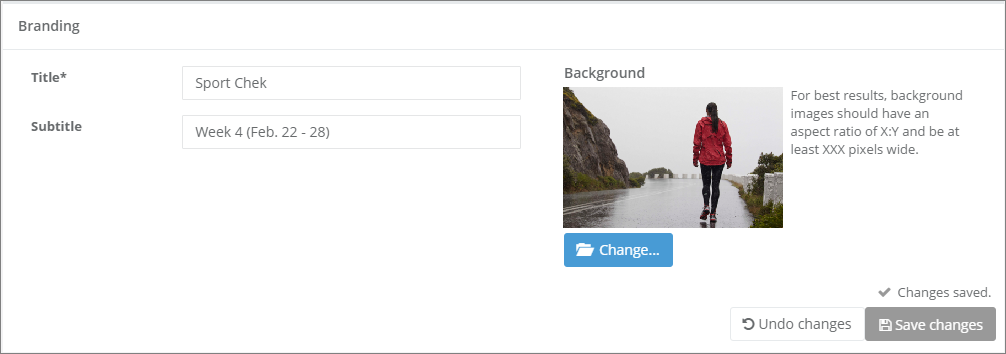 Branding
Title*
Sport Chek
Subtitle
Week 4 (Feb. 22 - 28)
Background
For best results, background
images should have an
aspect ratio of X:Y and be at
least XXX pixels wide.
Change...
Changes saved.
Undo changes
Save changes